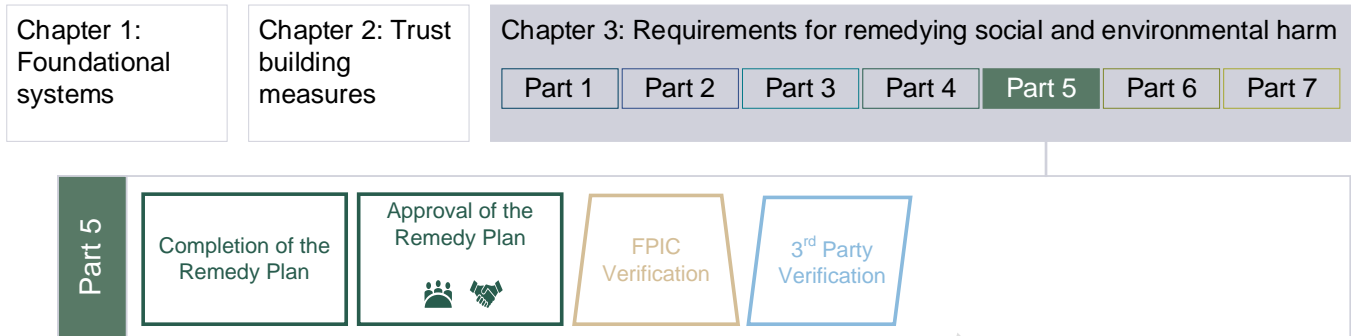 Chapter 1:
Foundational
systems
Chapter 2: Trust
building
measures
Chapter 3: Requirements for remedying social and environmental harm
Part 1
Part 2
Part 3
Part 4
Part 5
Part 6
Part 7
Part 5
Completion of the
Remedy Plan
Approval of the
Remedy Plan
FPIC
Verification
3rd Party
Verification